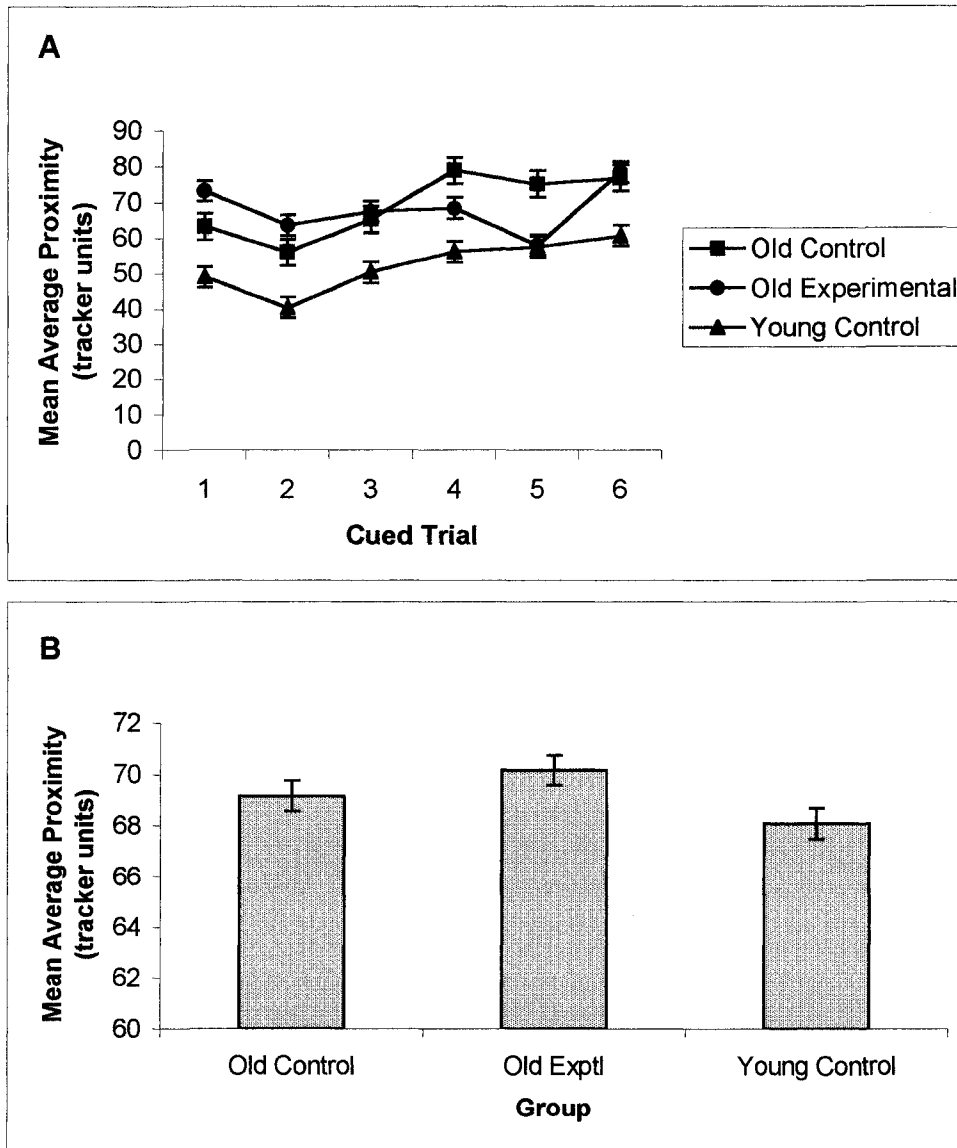 A
Mean Average Proximity
(tracker units)
90
80
70
60
50
40
30
20
10
0
1 2 3 4 5 6
Cued Trial
Old Control
Old Experimental
Young Control
B
Mean Average Proximity
(tracker units)
72
70
68
66
64
62
60
Old Control Old Exptl Young Control
Group